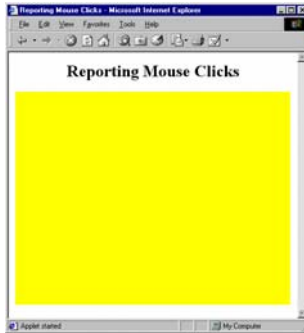 Reporting Mouse Clicks - Microsoft Internet Explorer
File Edit View Favorites Tools Help
Reporting Mouse Clicks
Applet started
My Computer